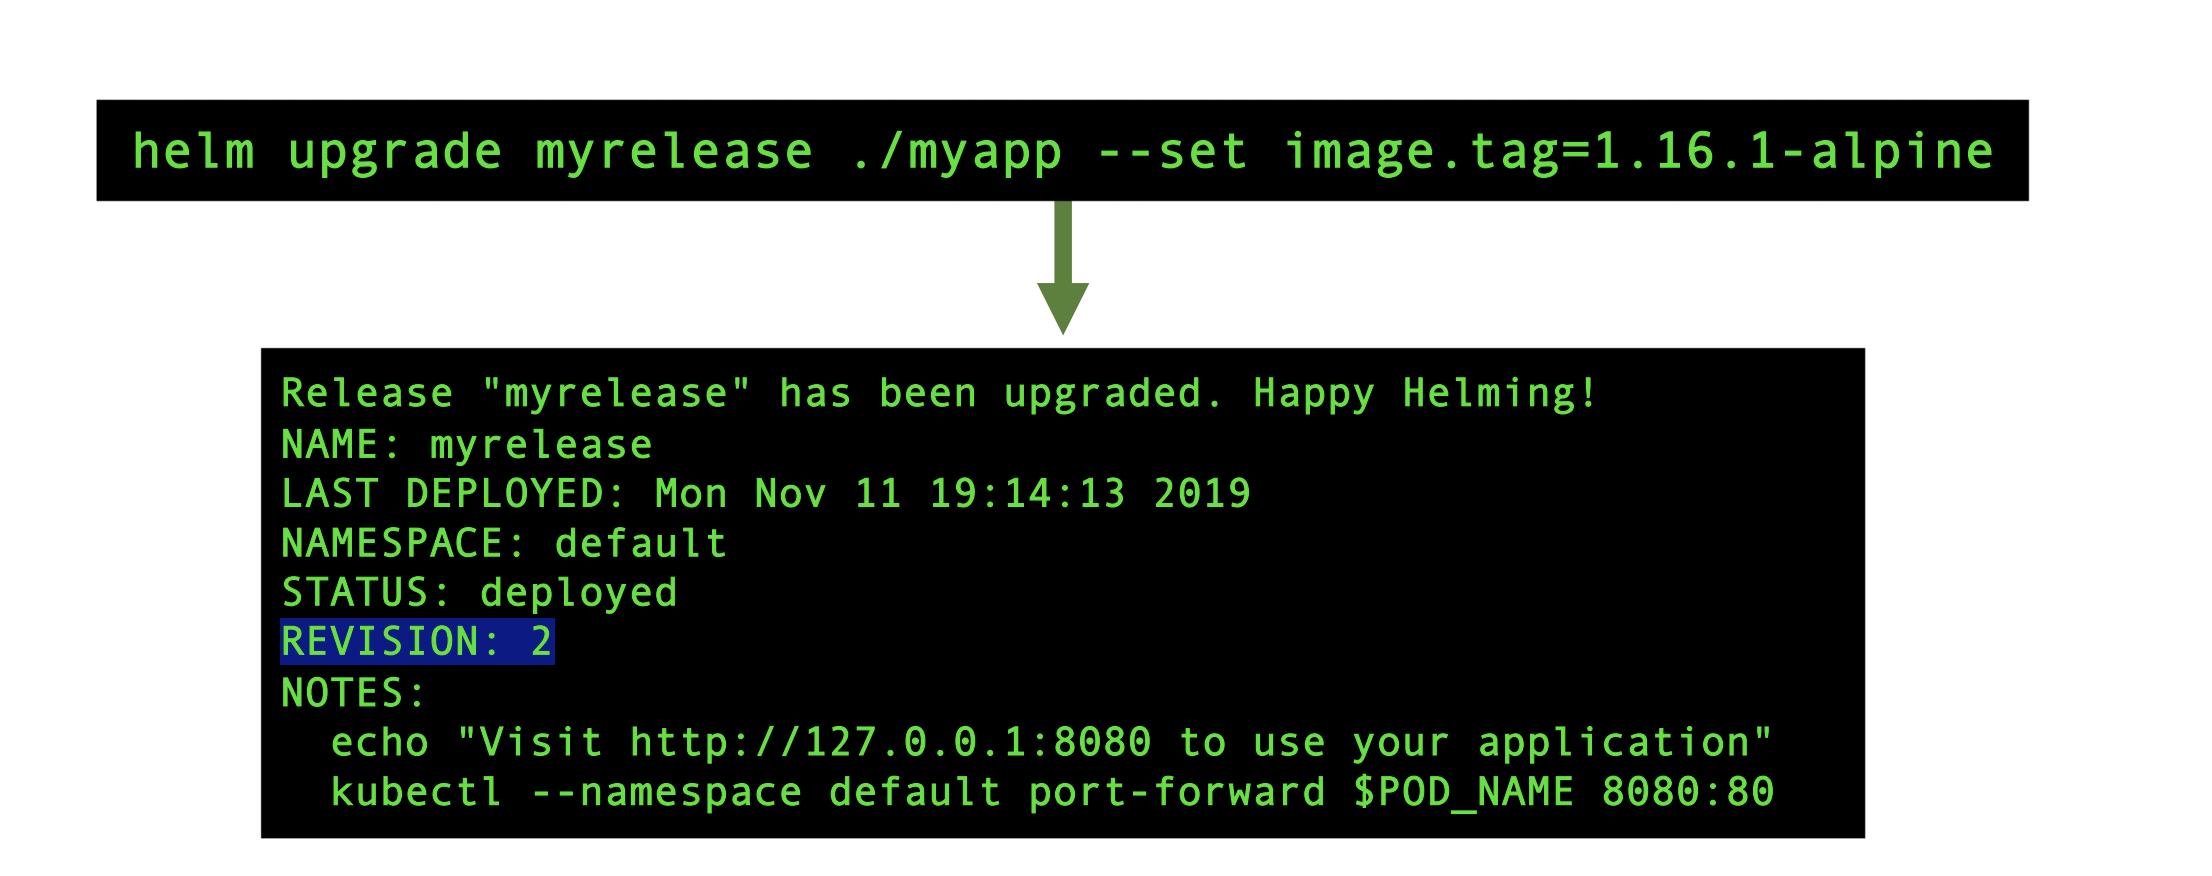 helm upgrade myrelease ./myapp --set image.tag=1.16.1-alpine
Release "myrelease" has been upgraded. Happy Helming!
NAME: myrelease
LAST DEPLOYED: Mon Nov 11 19:14:13 2019
NAMESPACE: default
STATUS: deployed
REVISION: 2
NOTES:
  echo "Visit http://127.0.0.1:8080 to use your application"
  kubectl --namespace default port-forward $POD_NAME 8080:80